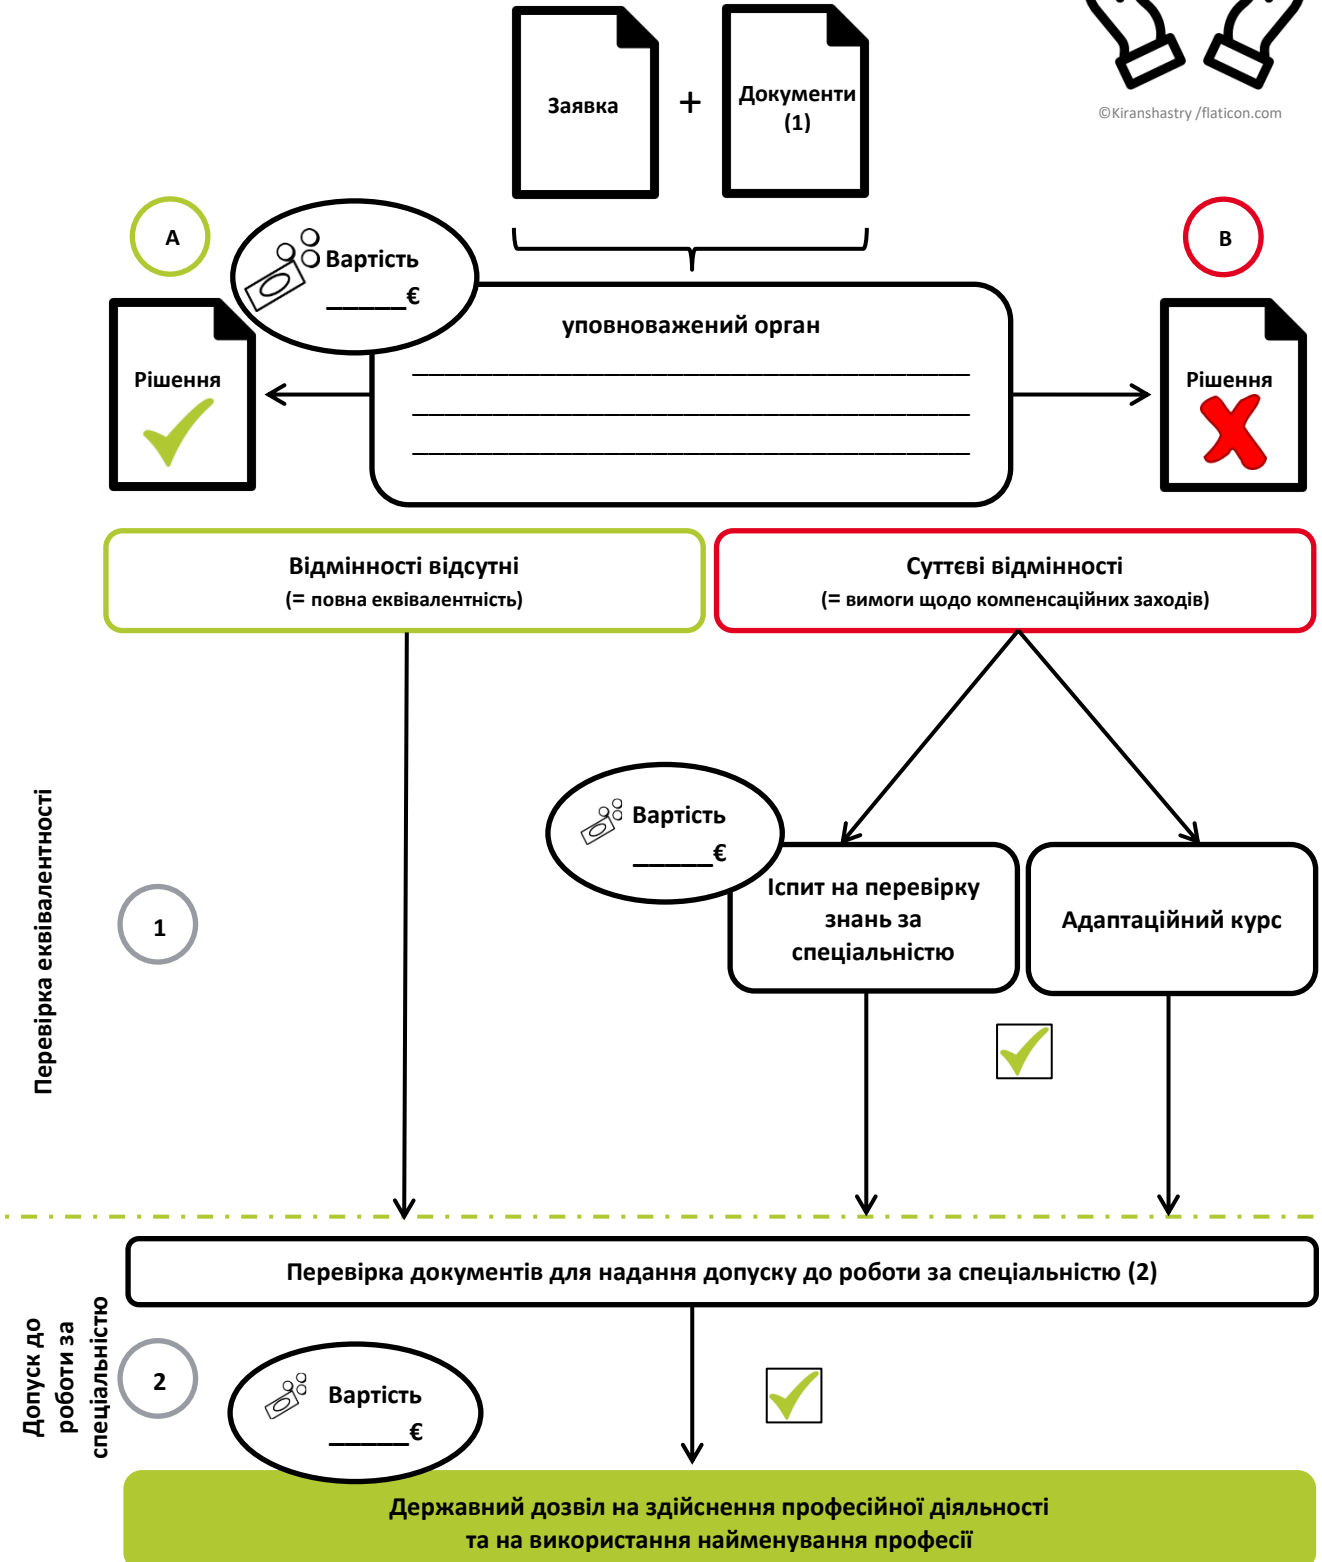 Заявка
+
Документи
(1)
©Kiranshastry /flaticon.com
A
Вартість
_____€
B
уповноважений орган
Рішення
Рішення
Відмінності відсутні
(= повна еквівалентність)
Суттєві відмінності
(= вимоги щодо компенсаційних заходів)
Перевірка еквівалентності
1
Вартість
_____€
Іспит на перевірку
знань за
спеціальністю
Адаптаційний курс
Перевірка документів для надання допуску до роботи за спеціальністю (2)
Допуск до
роботи за
спеціальністю
2
Вартість
_____€
Державний дозвіл на здійснення професійної діяльності
та на використання найменування професії